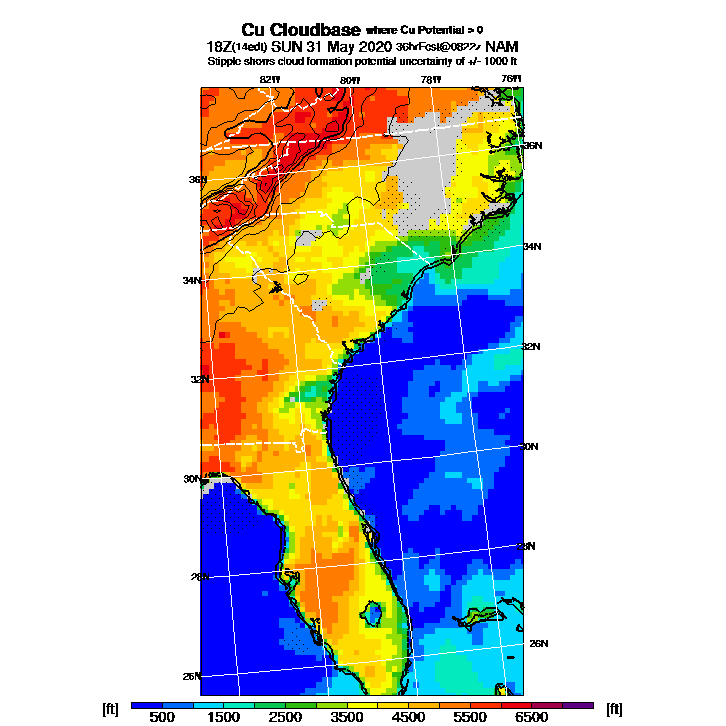 Cu Cloudbase where Cu Potential > 0
18Z(14edt) SUN 31 May 2020 36hrFcst@0822z NAM
Stipple shows cloud formation potential uncertainty of +/- 1000 ft
82W 80W 78W 76W
36N
36N
34N
34N
32N
32N
30N
30N
28N
28N
26N
26N
[ft] 500 1500 2500 3500 4500 5500 6500 [ft]